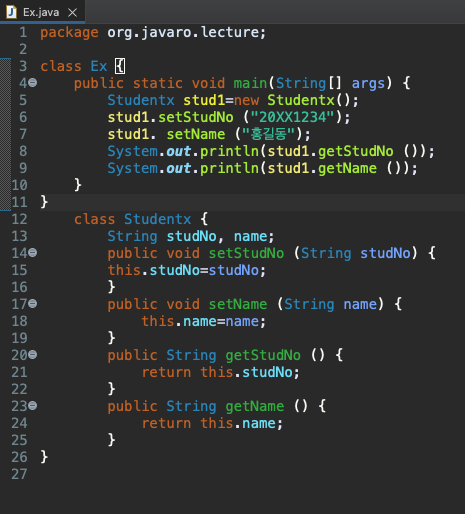 Ex.java
1 package org.javaro.lecture;
2
3 class Ex {
4 public static void main(String[] args) {
5 Studentx stud1=new Studentx();
6 stud1.setStudNo ("20XX1234");
7 stud1. setName ("홍길동");
8 System.out.println(stud1.getStudNo ());
9 System.out.println(stud1.getName ());
10 }
11 }
12 class Studentx {
13 String studNo, name;
14 public void setStudNo (String studNo) {
15 this.studNo=studNo;
16 }
17 public void setName (String name) {
18 this.name=name;
19 }
20 public String getStudNo () {
21 return this.studNo;
22 }
23 public String getName () {
24 return this.name;
25 }
26 }
27